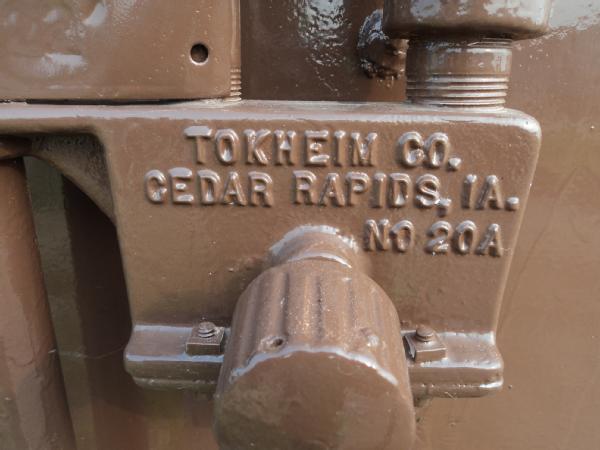 TOKHEIM CO.
CEDAR RAPIDS, IA.
NO 20A